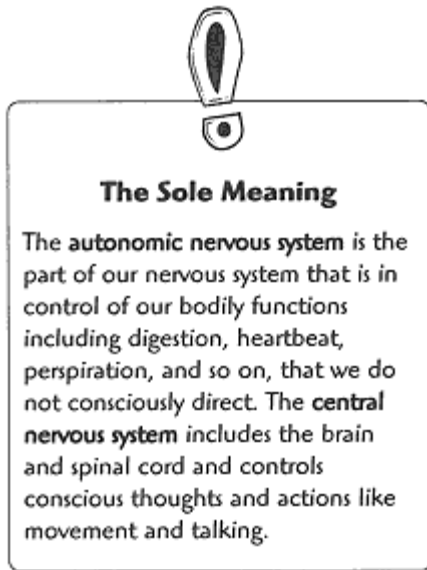 The Sole Meaning
The autonomic nervous system is the
part of our nervous system that is in
control of our bodily functions
including digestion, heartbeat,
perspiration, and so on, that we do
not consciously direct. The central
nervous system includes the brain
and spinal cord and controls
conscious thoughts and actions like
movement and talking.